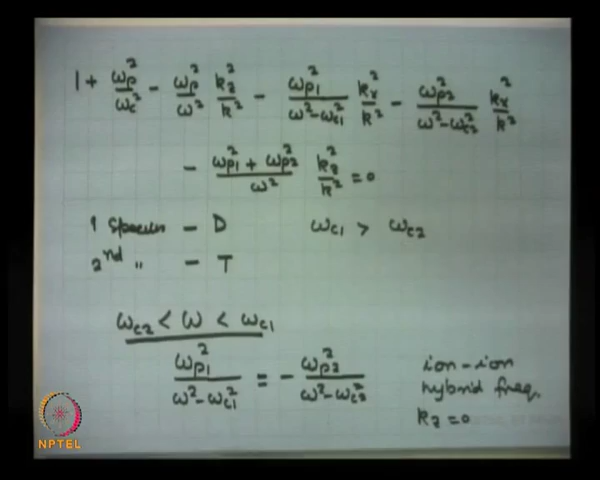 1 + ωp²/ωc² − ωp²/ω² kz²/k² − ωp1²/(ω²−ωc1²) kx²/k² − ωp2²/(ω²−ωc2²) kx²/k²
− (ωp1² + ωp2²)/ω² kz²/k² = 0
1 Species − D ωc1 > ωc2
2nd " − T
ωc2 < ω < ωc1
ωp1²/(ω²−ωc1²) = − ωp2²/(ω²−ωc2²)
ion-ion
hybrid freq.
kz = 0
NPTEL